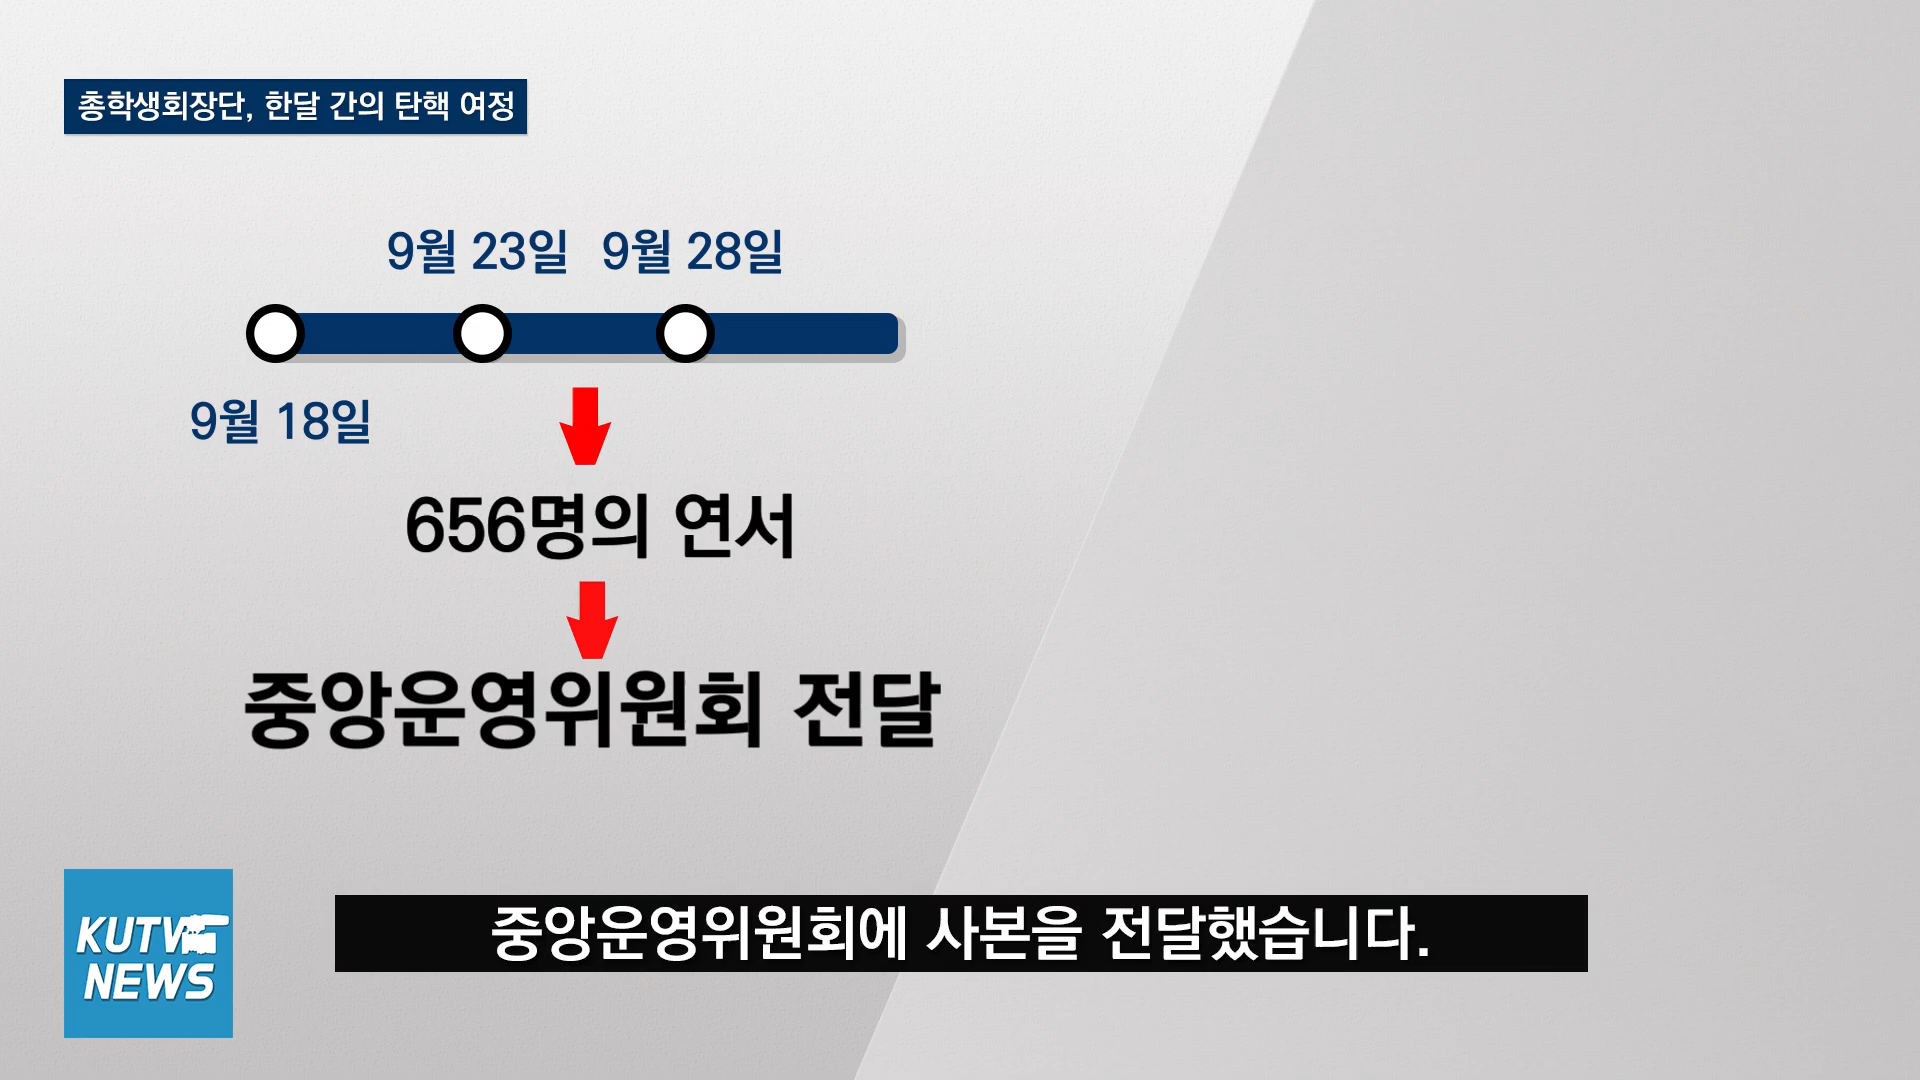 총학생회장단, 한달 간의 탄핵 여정
9월 23일 9월 28일
9월 18일
656명의 연서
중앙운영위원회 전달
중앙운영위원회에 사본을 전달했습니다.
KUTV
NEWS